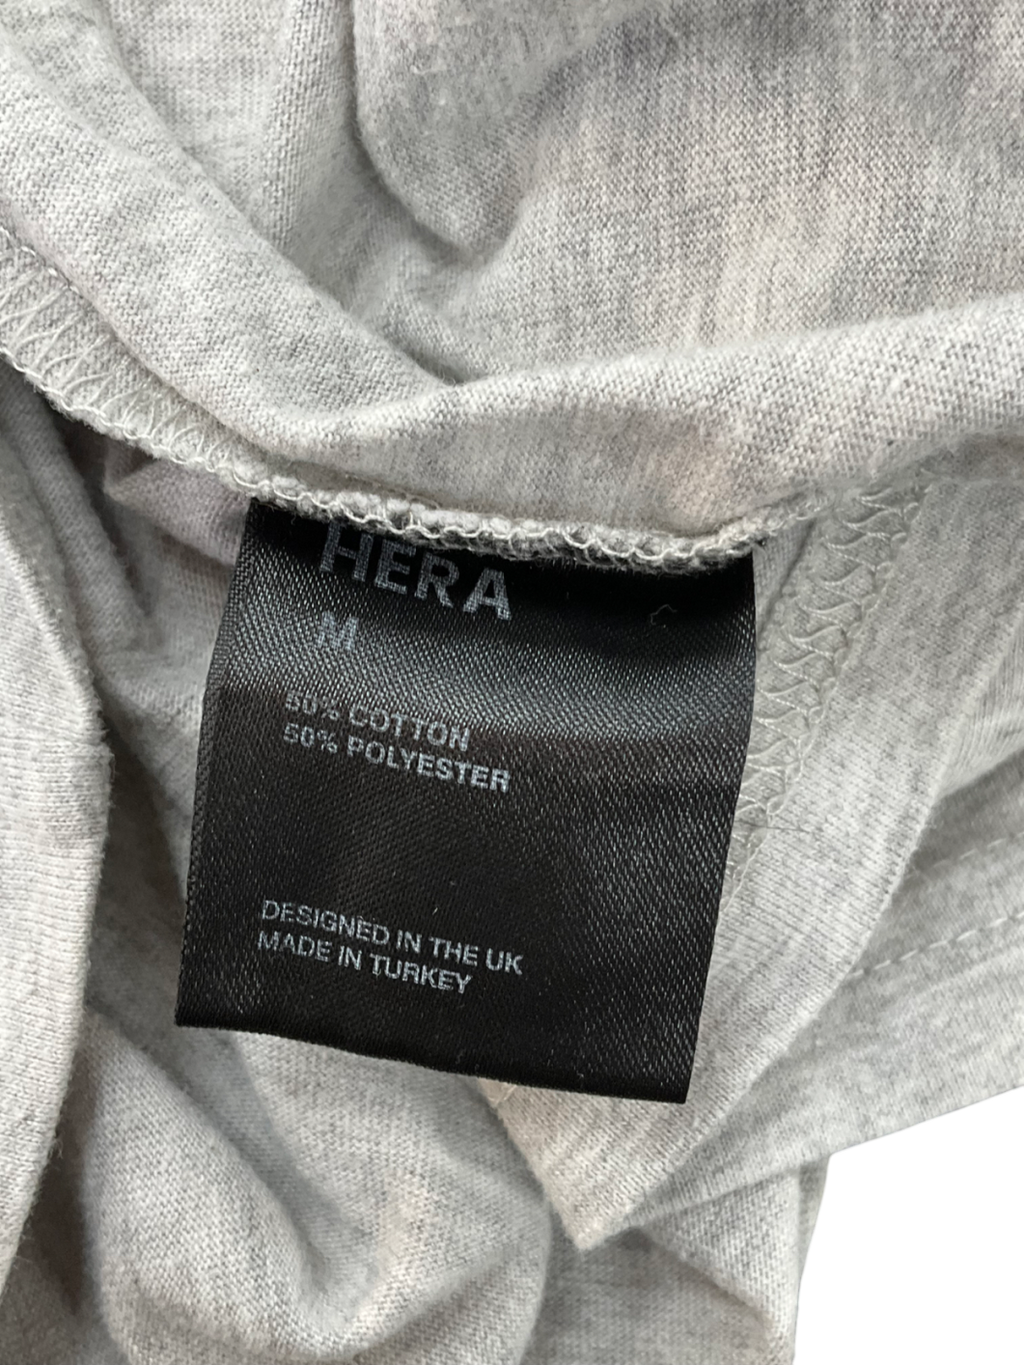 HERA
M
50% COTTON
50% POLYESTER
DESIGNED IN THE UK
MADE IN TURKEY